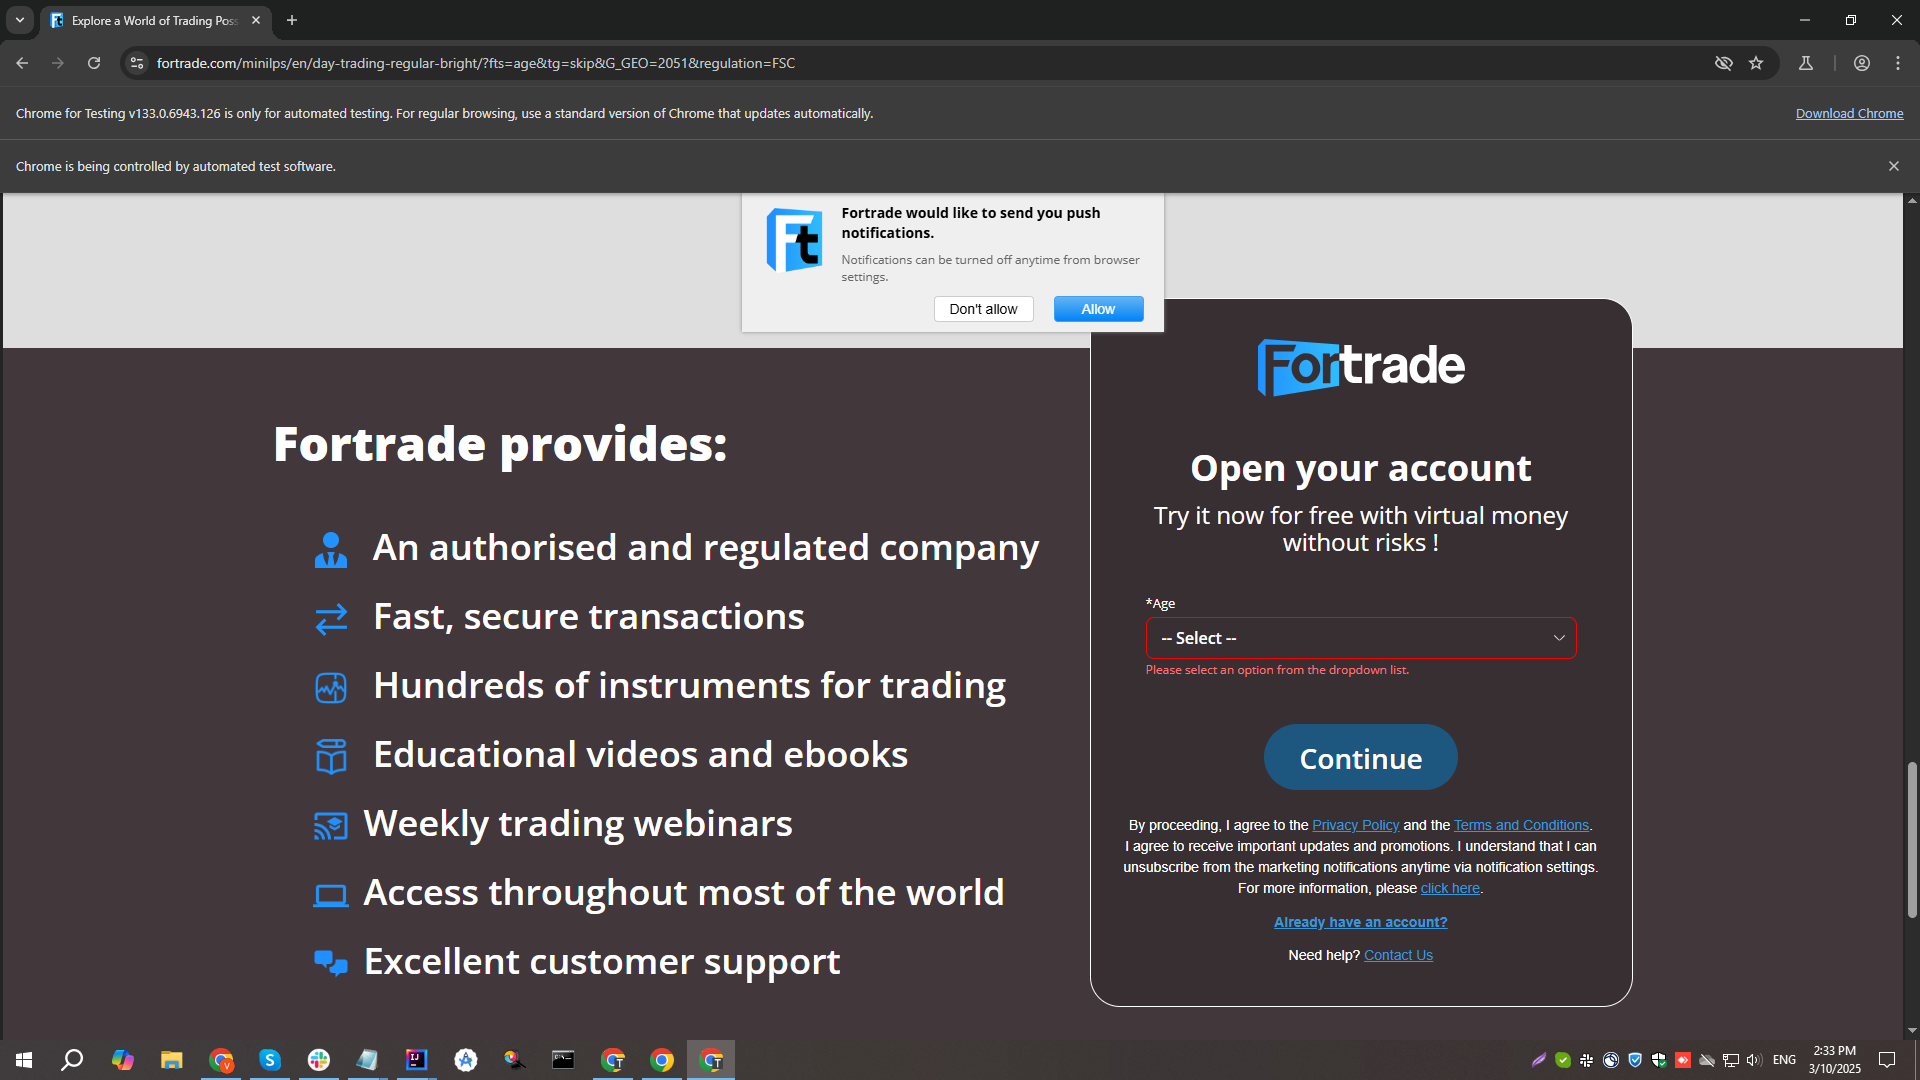 Explore a World of Trading Pos
fortrade.com/minilps/en/day-trading-regular-bright/?fts=age&tg=skip&G_GEO=2051&regulation=FSC
Chrome for Testing v133.0.6943.126 is only for automated testing. For regular browsing, use a standard version of Chrome that updates automatically.
Download Chrome
Chrome is being controlled by automated test software.
Ft
Fortrade would like to send you push
notifications.
Notifications can be turned off anytime from browser
settings.
Don't allow
Allow
Fortrade
Fortrade provides:
An authorised and regulated company
Fast, secure transactions
Hundreds of instruments for trading
Educational videos and ebooks
Weekly trading webinars
Access throughout most of the world
Excellent customer support
Open your account
Try it now for free with virtual money
without risks !
*Age
-- Select --
Please select an option from the dropdown list.
Continue
By proceeding, I agree to the Privacy Policy and the Terms and Conditions.
I agree to receive important updates and promotions. I understand that I can
unsubscribe from the marketing notifications anytime via notification settings.
For more information, please click here.
Already have an account?
Need help? Contact Us
ENG
2:33 PM
3/10/2025